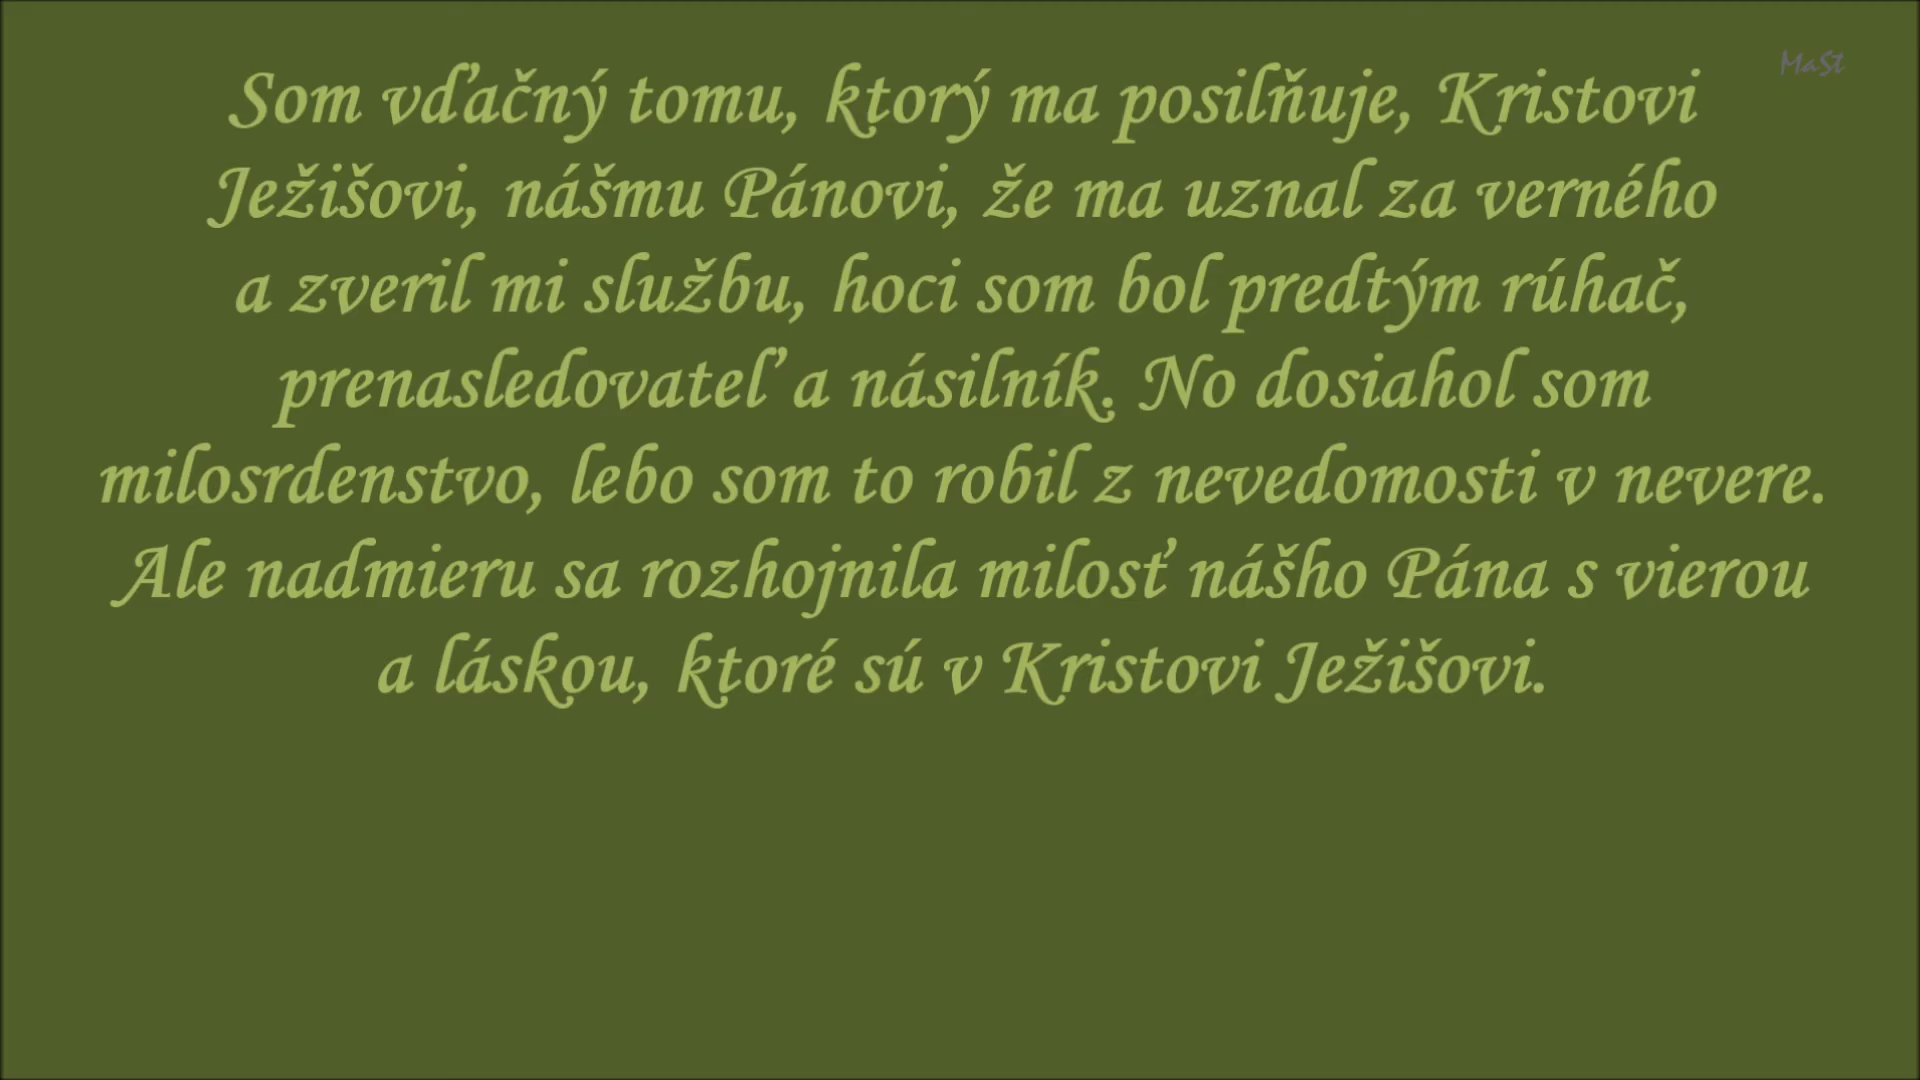 MaSt
Som vďačný tomu, ktorý ma posilňuje, Kristovi
Ježišovi, nášmu Pánovi, že ma uznal za verného
a zveril mi službu, hoci som bol predtým rúhač,
prenasledovateľ a násilník. No dosiahol som
milosrdenstvo, lebo som to robil z nevedomosti v nevere.
Ale nadmieru sa rozhojnila milosť nášho Pána s vierou
a láskou, ktoré sú v Kristovi Ježišovi.